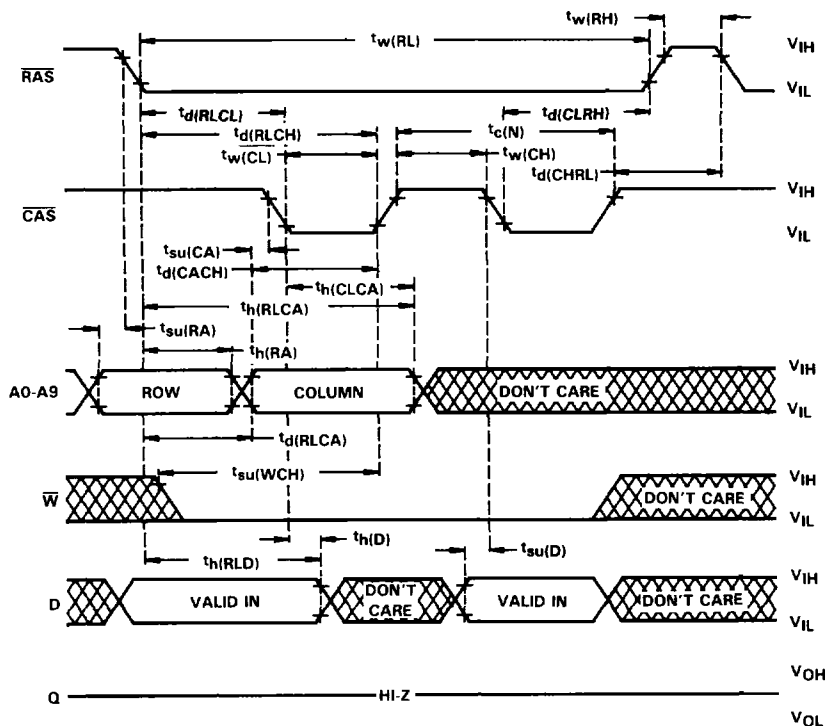 tw(RH)
tw(RL)
VIH
RAS
VIL
td(RLCL)
td(CLRH)
td(RLCH)
tc(N)
tw(CL)
tw(CH)
td(CHRL)
VIH
CAS
VIL
tsu(CA)
td(CACH)
th(CLCA)
th(RLCA)
tsu(RA)
th(RA)
VIH
A0-A9 ROW COLUMN DON'T CARE
VIL
td(RLCA)
tsu(WCH)
VIH
W DON'T CARE
VIL
th(D)
tsu(D)
th(RLD)
VIH
D VALID IN DON'T CARE VALID IN DON'T CARE
VIL
VOH
Q HI-Z
VOL